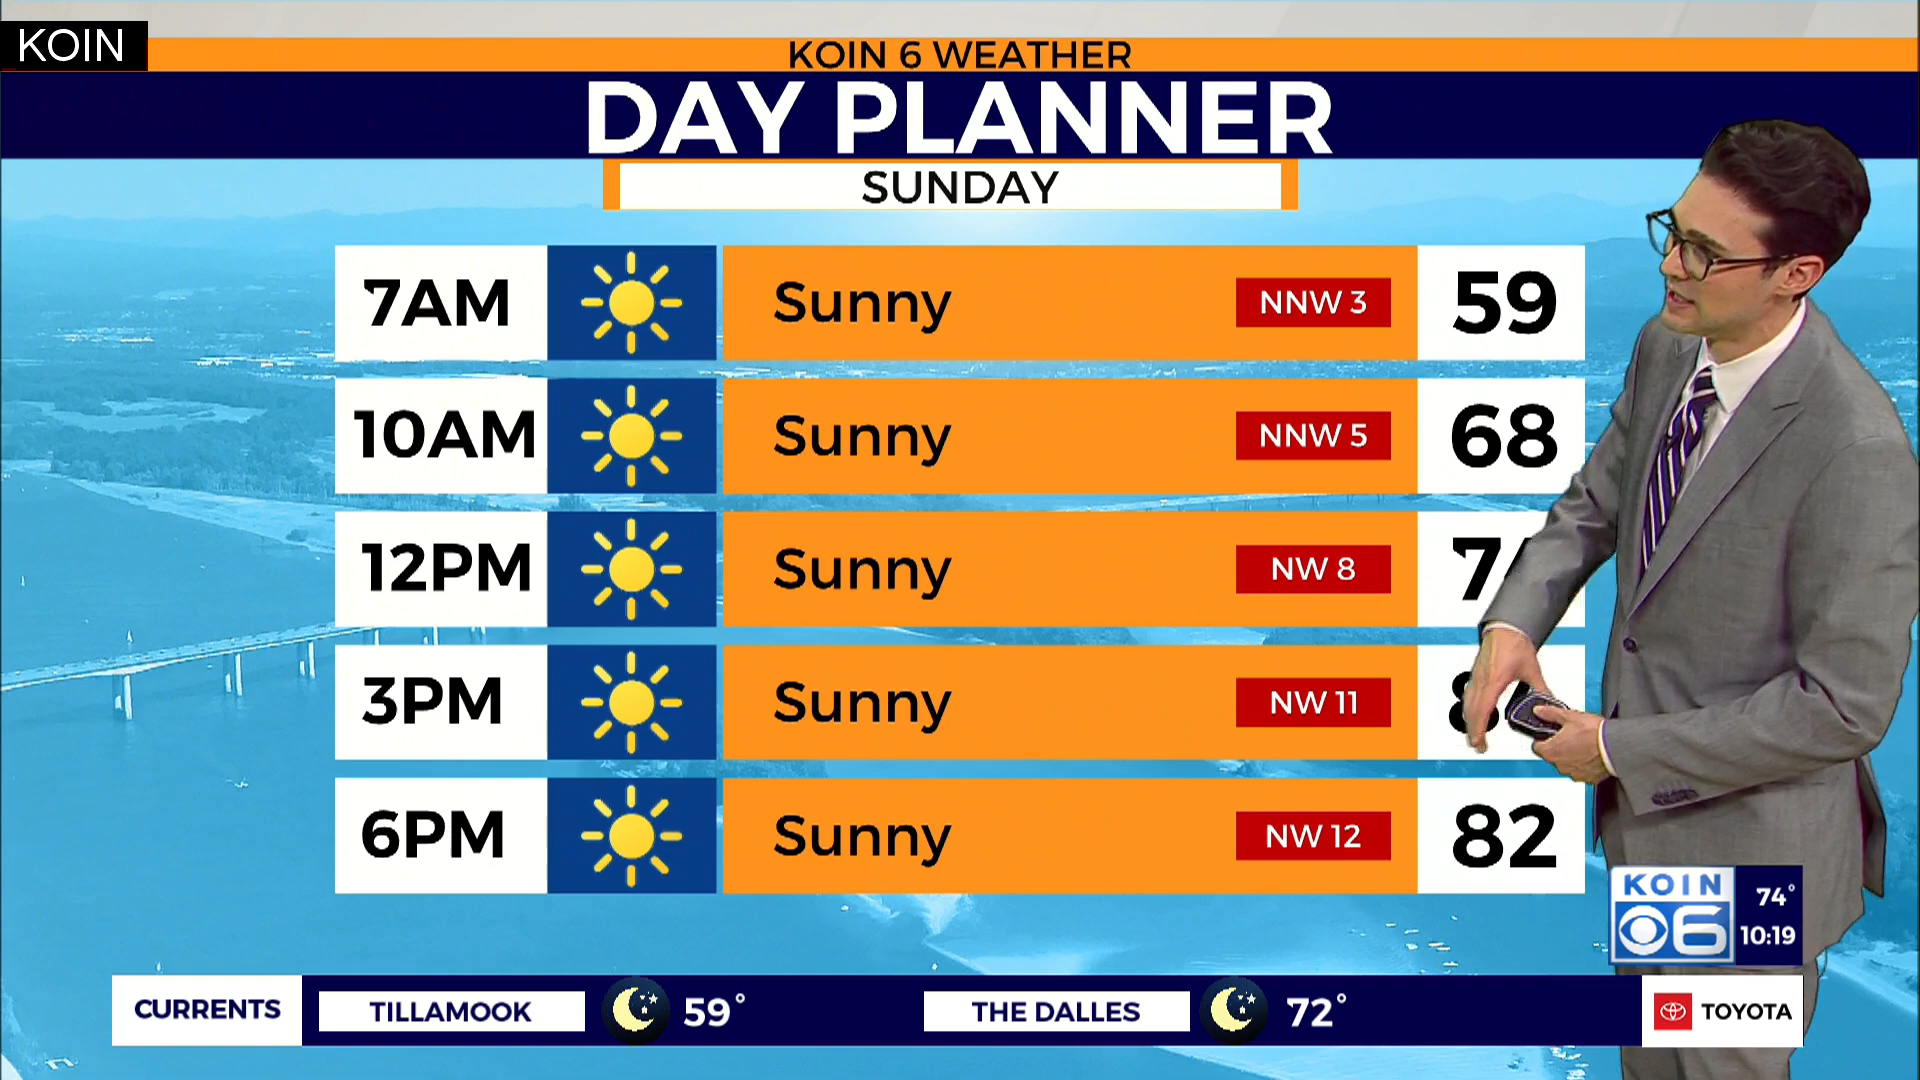 KOIN
KOIN 6 WEATHER
DAY PLANNER
SUNDAY
7AM Sunny NNW 3 59
10AM Sunny NNW 5 68
12PM Sunny NW 8
3PM Sunny NW 11
6PM Sunny NW 12 82
KOIN 6 74°
10:19
CURRENTS TILLAMOOK 59° THE DALLES 72° TOYOTA